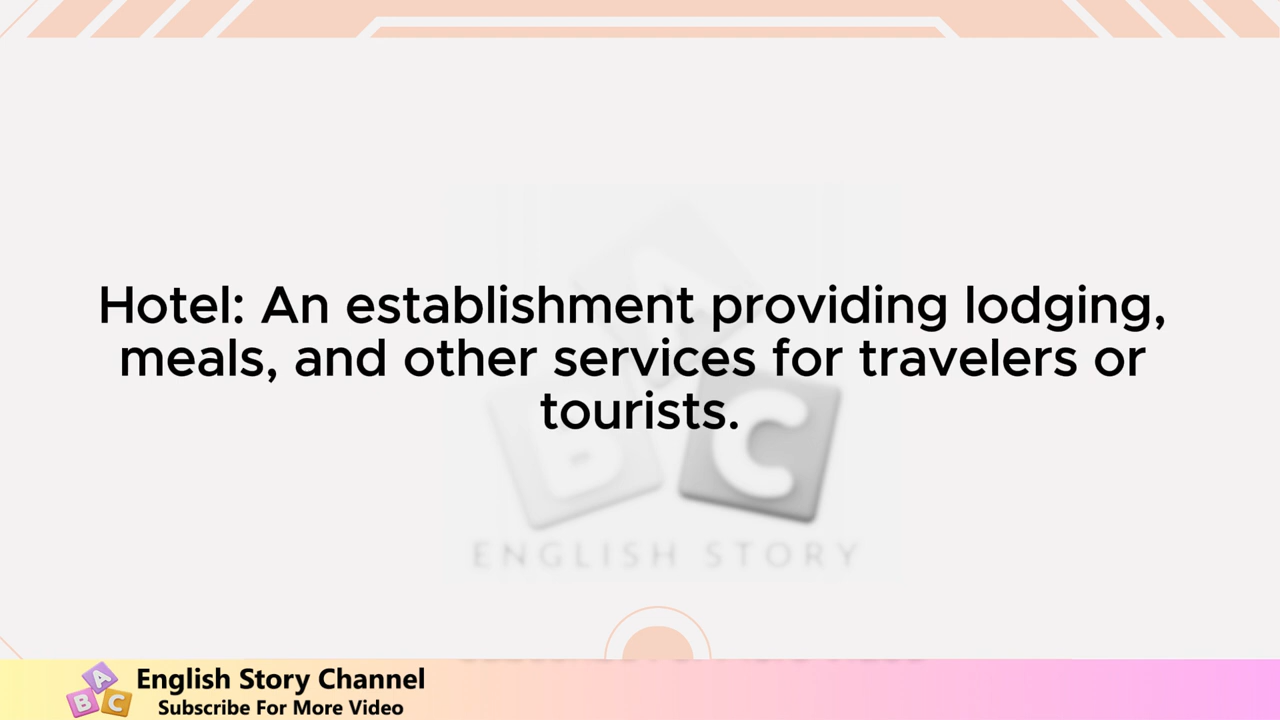 Hotel: An establishment providing lodging,
meals, and other services for travelers or
tourists.
A
B C
ENGLISH STORY
A
B C
English Story Channel
Subscribe For More Video